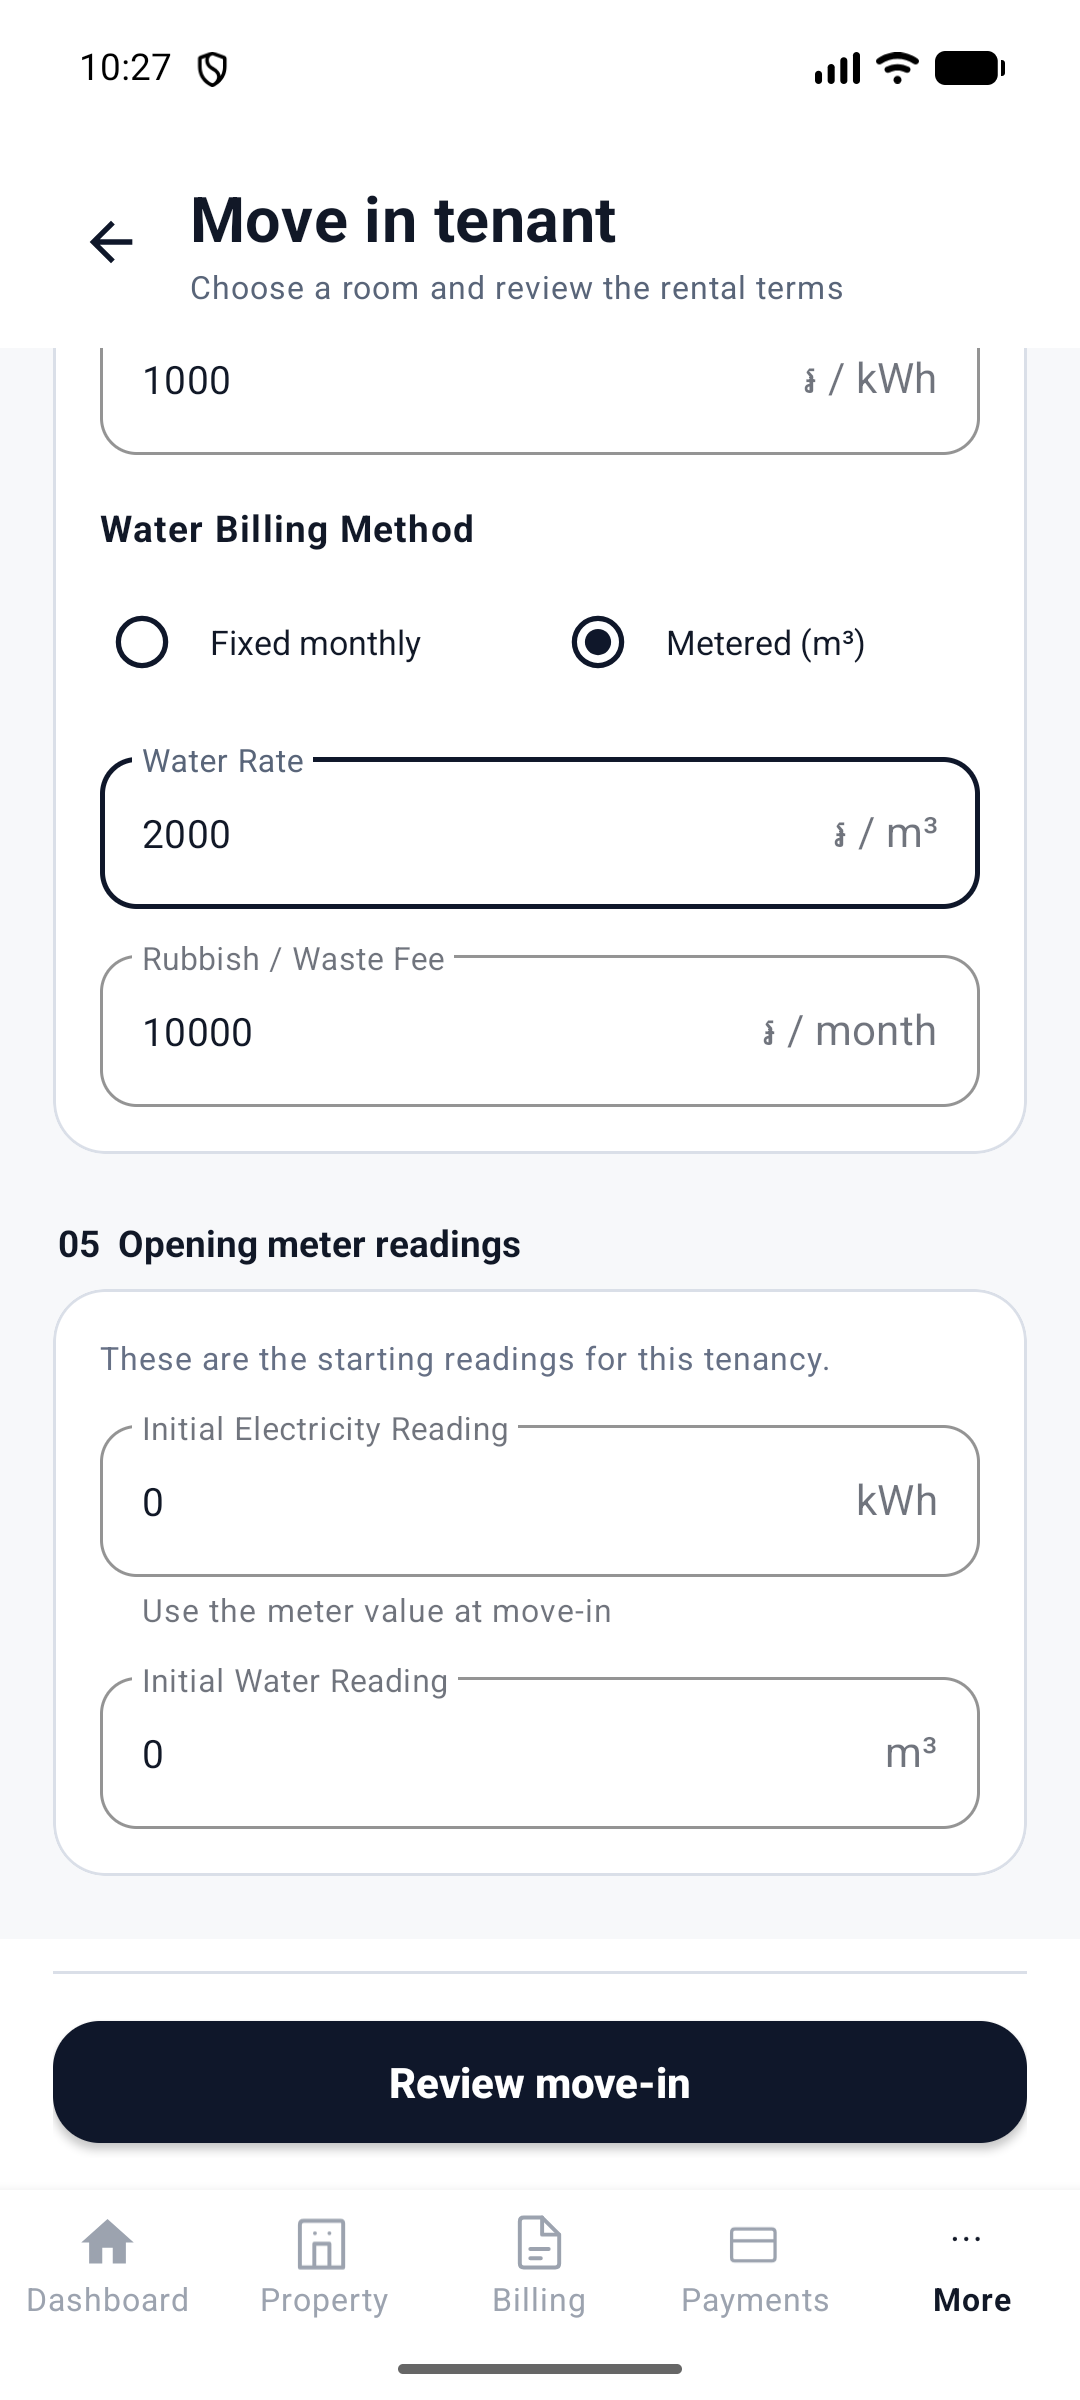 10:27
Move in tenant
Choose a room and review the rental terms
1000
៛ / kWh
Water Billing Method
Fixed monthly
Metered (m³)
Water Rate
2000
៛ / m³
Rubbish / Waste Fee
10000
៛ / month
05 Opening meter readings
These are the starting readings for this tenancy.
Initial Electricity Reading
0
kWh
Use the meter value at move-in
Initial Water Reading
0
m³
Review move-in
Dashboard
Property
Billing
Payments
More